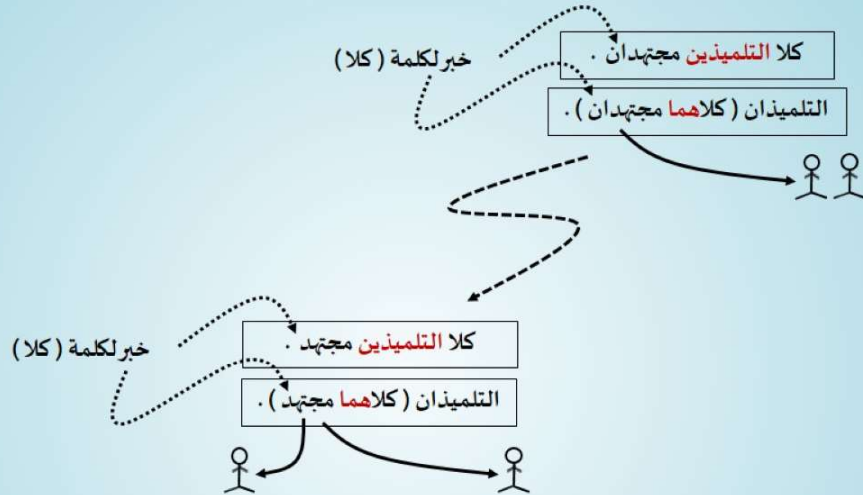 كلا التلميذين مجتهدان .
خبر لكلمة ( كلا )
التلميذان ( كلاهما مجتهدان ) .
كلا التلميذين مجتهد .
خبر لكلمة ( كلا )
التلميذان ( كلاهما مجتهد ) .